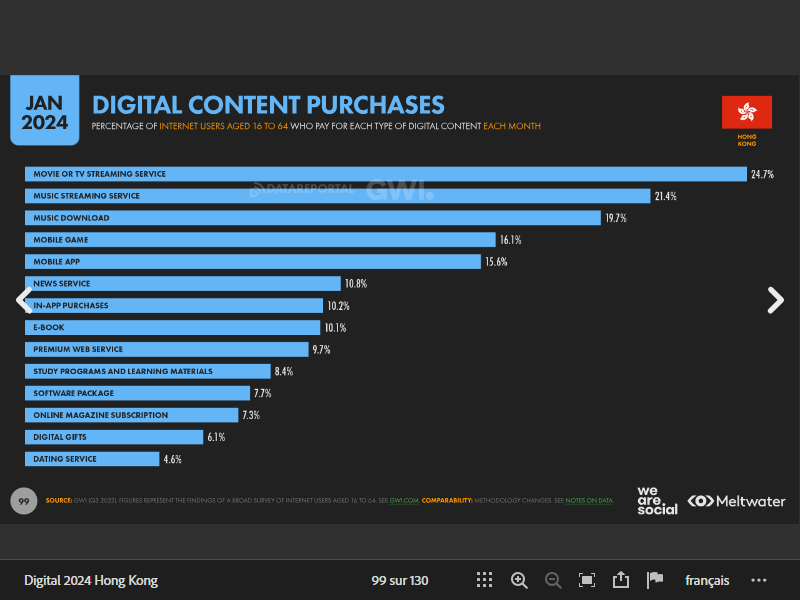 JAN
2024
DIGITAL CONTENT PURCHASES
PERCENTAGE OF INTERNET USERS AGED 16 TO 64 WHO PAY FOR EACH TYPE OF DIGITAL CONTENT EACH MONTH
HONG
KONG
MOVIE OR TV STREAMING SERVICE 24.7%
DATAREPORTAL GWI.
MUSIC STREAMING SERVICE 21.4%
MUSIC DOWNLOAD 19.7%
MOBILE GAME 16.1%
MOBILE APP 15.6%
NEWS SERVICE 10.8%
IN-APP PURCHASES 10.2%
E-BOOK 10.1%
PREMIUM WEB SERVICE 9.7%
STUDY PROGRAMS AND LEARNING MATERIALS 8.4%
SOFTWARE PACKAGE 7.7%
ONLINE MAGAZINE SUBSCRIPTION 7.3%
DIGITAL GIFTS 6.1%
DATING SERVICE 4.6%
99
SOURCE: GWI (Q3 2023). FIGURES REPRESENT THE FINDINGS OF A BROAD SURVEY OF INTERNET USERS AGED 16 TO 64. SEE GWI.COM. COMPARABILITY: METHODOLOGY CHANGES. SEE NOTES ON DATA.
we
are.
social
Meltwater
Digital 2024 Hong Kong
99 sur 130
français